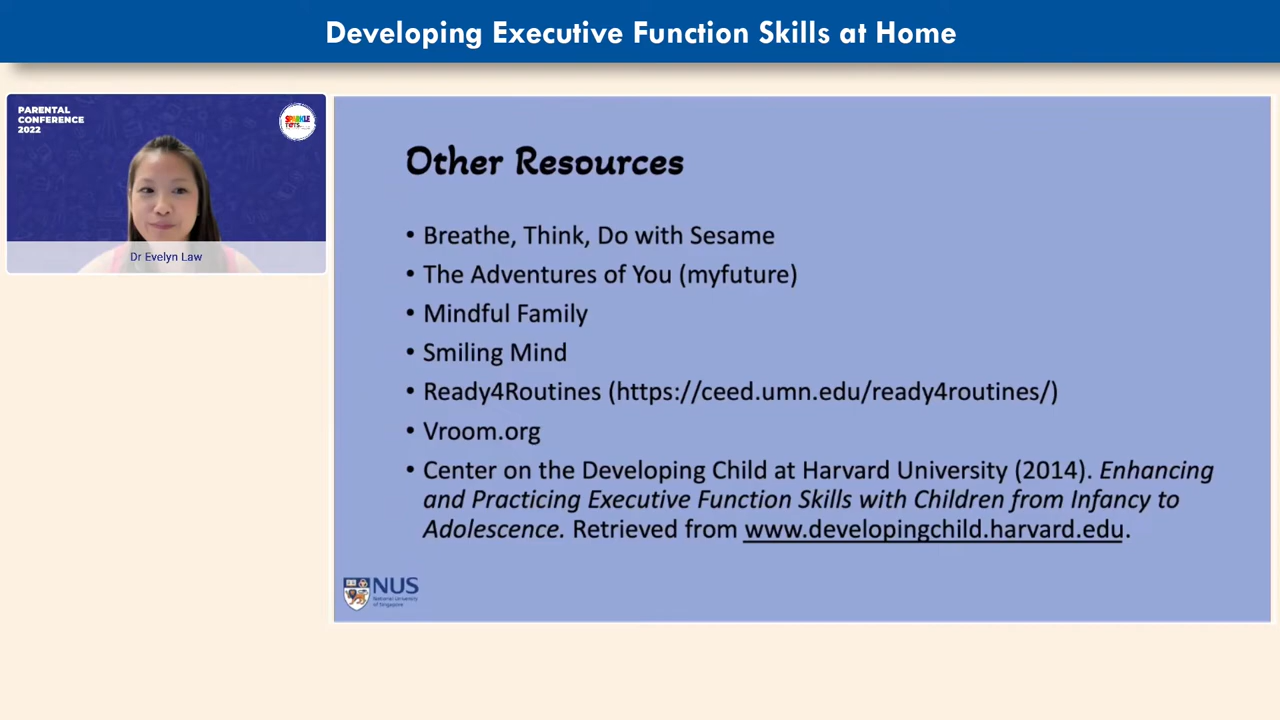 Developing Executive Function Skills at Home
PARENTAL
CONFERENCE
2022
SPARKLE
TOTS
Dr Evelyn Law
Other Resources
• Breathe, Think, Do with Sesame
• The Adventures of You (myfuture)
• Mindful Family
• Smiling Mind
• Ready4Routines (https://ceed.umn.edu/ready4routines/)
• Vroom.org
• Center on the Developing Child at Harvard University (2014). Enhancing
and Practicing Executive Function Skills with Children from Infancy to
Adolescence. Retrieved from www.developingchild.harvard.edu.
NUS
National University
of Singapore